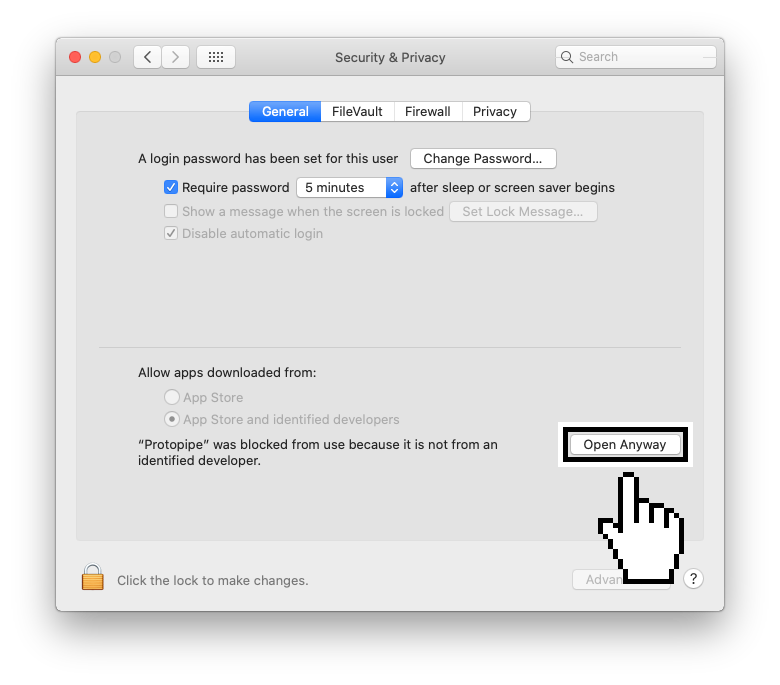 Security & Privacy
Search
General
FileVault
Firewall
Privacy
A login password has been set for this user
Change Password...
Require password
5 minutes
after sleep or screen saver begins
Show a message when the screen is locked
Set Lock Message...
Disable automatic login
Allow apps downloaded from:
App Store
App Store and identified developers
“Protopipe” was blocked from use because it is not from an
identified developer.
Open Anyway
Click the lock to make changes.
?